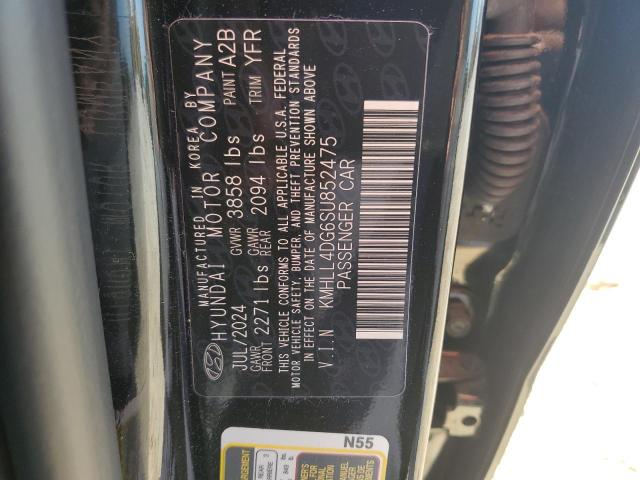 MANUFACTURED IN KOREA BY
HYUNDAI MOTOR COMPANY
JUL/2024 GVWR 3858 lbs PAINT A2B
GAWR FRONT 2271 lbs GAWR REAR 2094 lbs TRIM YFR
THIS VEHICLE CONFORMS TO ALL APPLICABLE U.S.A. FEDERAL
MOTOR VEHICLE SAFETY, BUMPER, AND THEFT PREVENTION STANDARDS
IN EFFECT ON THE DATE OF MANUFACTURE SHOWN ABOVE
V.I.N KMHLL4DG6SU852475
PASSENGER CAR
N55
REAR